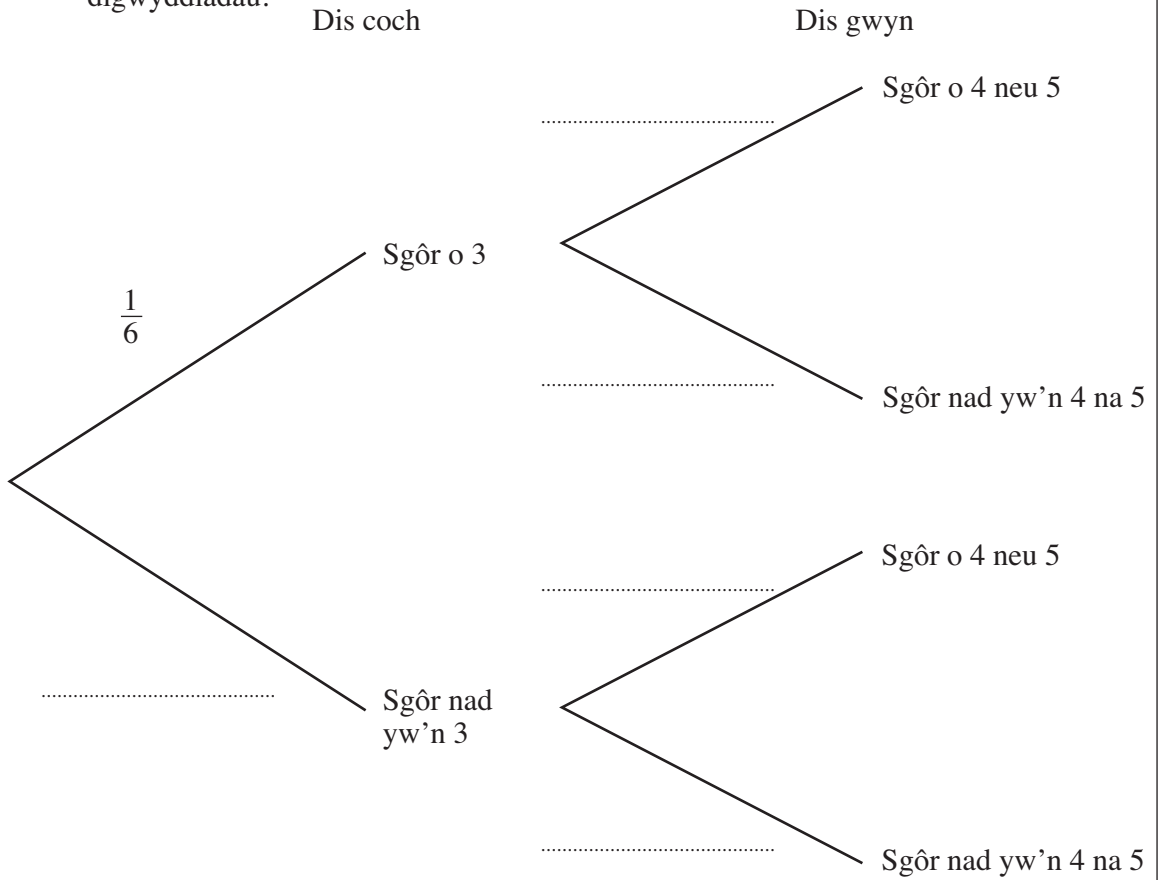 digwyddiadau.
Dis coch
Dis gwyn
Sgôr o 4 neu 5
Sgôr o 3
1
6
Sgôr nad yw’n 4 na 5
Sgôr o 4 neu 5
Sgôr nad
yw’n 3
Sgôr nad yw’n 4 na 5